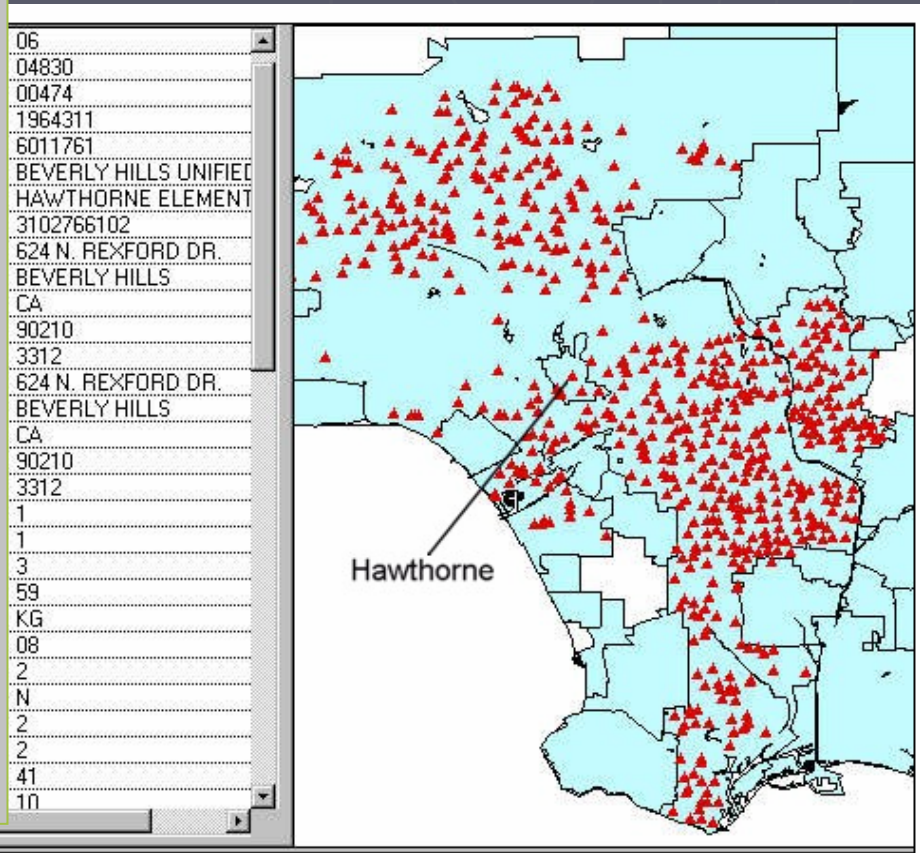 06
04830
00474
1964311
6011761
BEVERLY HILLS UNIFIED
HAWTHORNE ELEMENT
3102766102
624 N. REXFORD DR.
BEVERLY HILLS
CA
90210
3312
624 N. REXFORD DR.
BEVERLY HILLS
CA
90210
3312
1
1
3
59
KG
08
2
N
2
2
41
10
Hawthorne